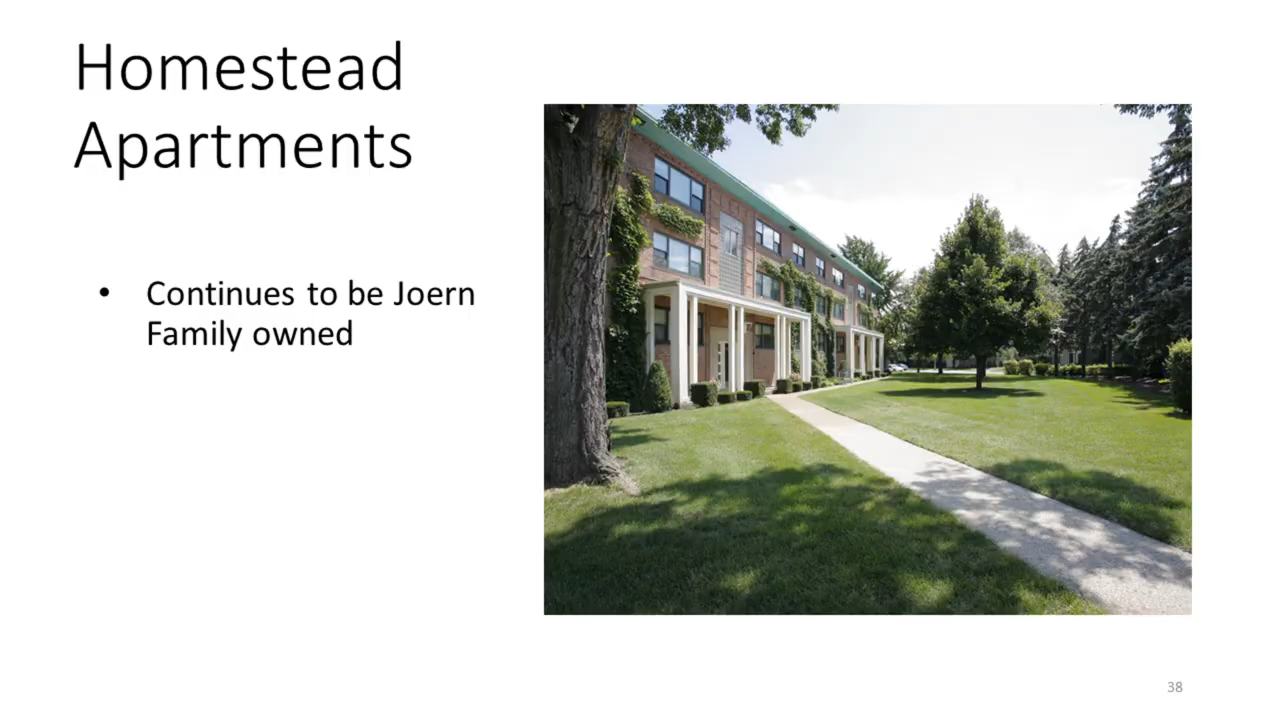 Homestead
Apartments
• Continues to be Joern
Family owned
38